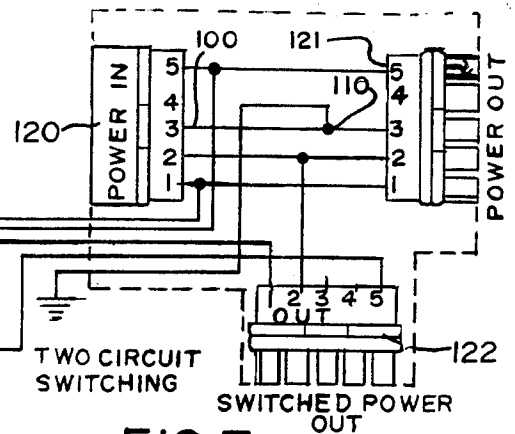 100
121
POWER IN
5
4
3
2
1
110
5
4
3
2
1
POWER OUT
120
1 2 3 4 5
OUT
122
TWO CIRCUIT
SWITCHING
SWITCHED POWER
OUT